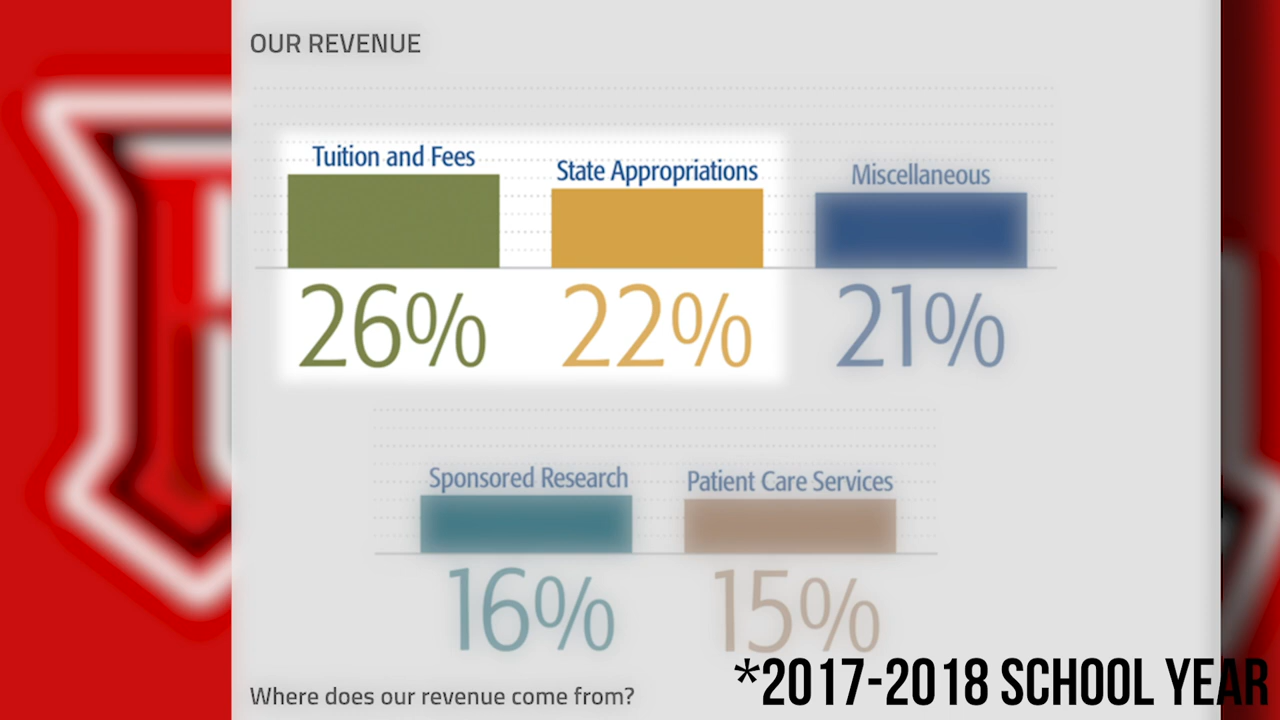 OUR REVENUE
Tuition and Fees
State Appropriations
Miscellaneous
26%
22%
21%
Sponsored Research
Patient Care Services
16%
15%
Where does our revenue come from?
*2017-2018 SCHOOL YEAR